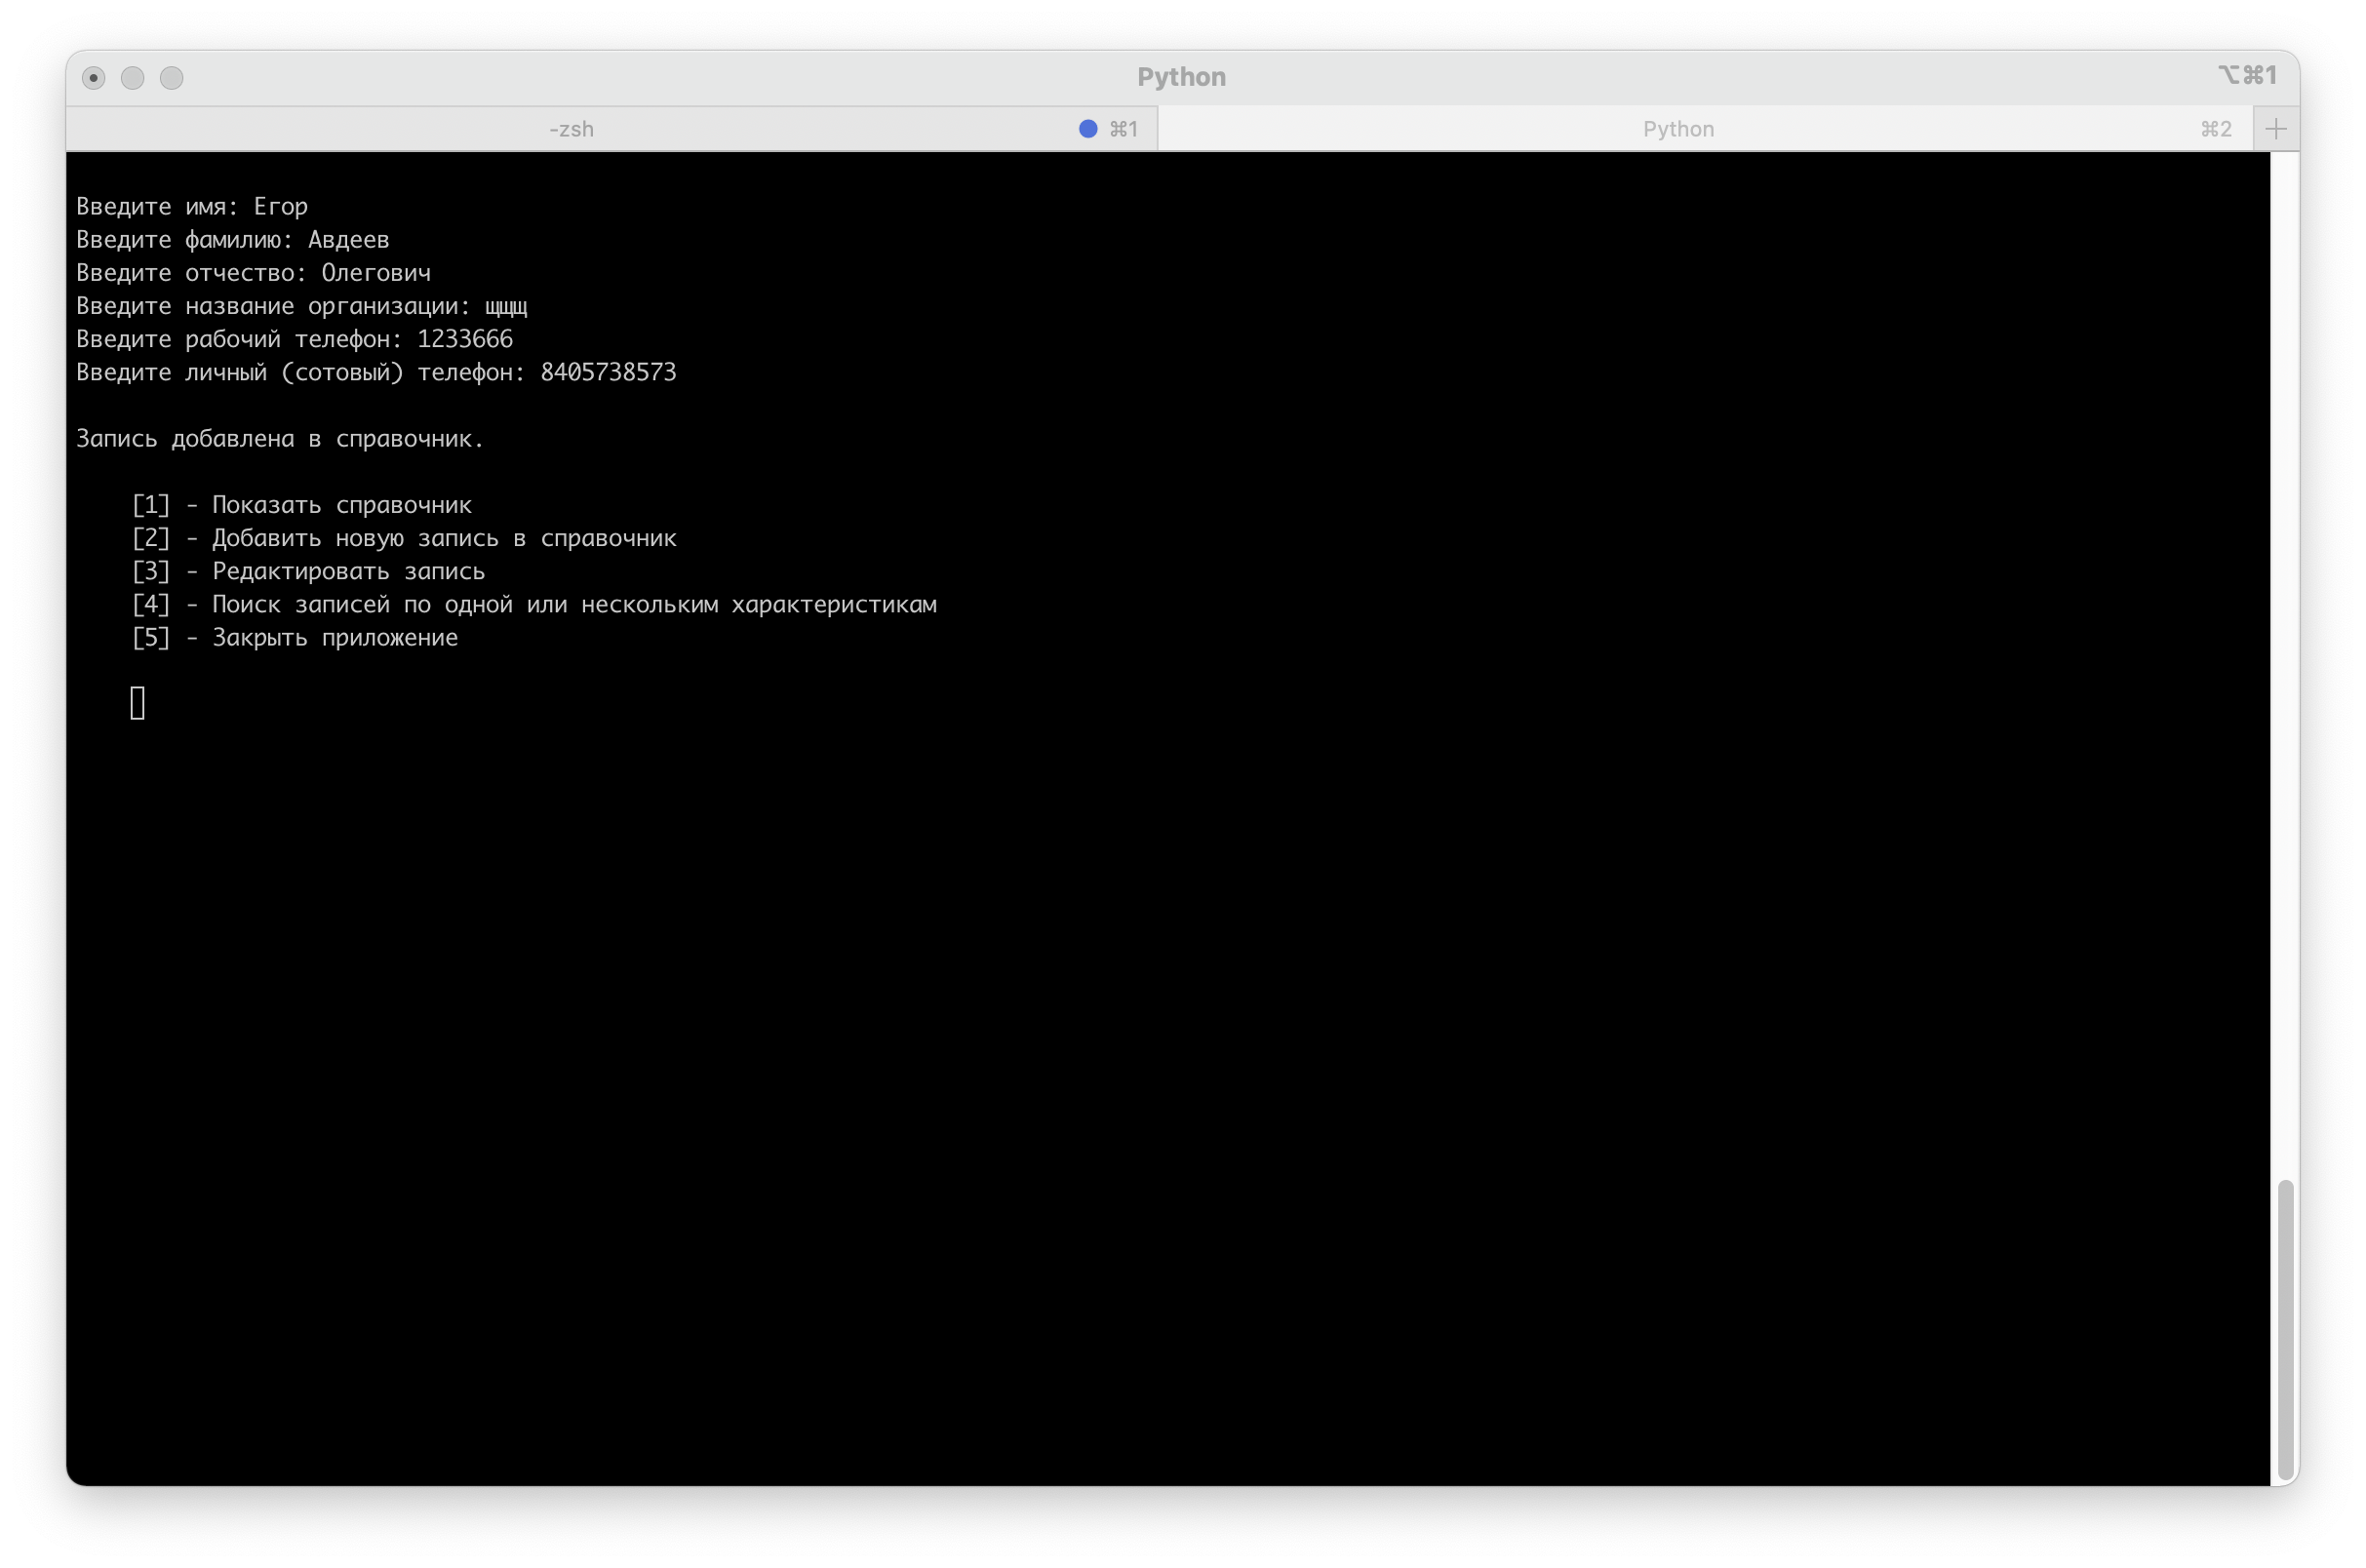 Python
⌥⌘1
-zsh
⌘1
Python
⌘2
Введите имя: Егор
Введите фамилию: Авдеев
Введите отчество: Олегович
Введите название организации: щщщ
Введите рабочий телефон: 1233666
Введите личный (сотовый) телефон: 8405738573
Запись добавлена в справочник.
[1] - Показать справочник
[2] - Добавить новую запись в справочник
[3] - Редактировать запись
[4] - Поиск записей по одной или нескольким характеристикам
[5] - Закрыть приложение